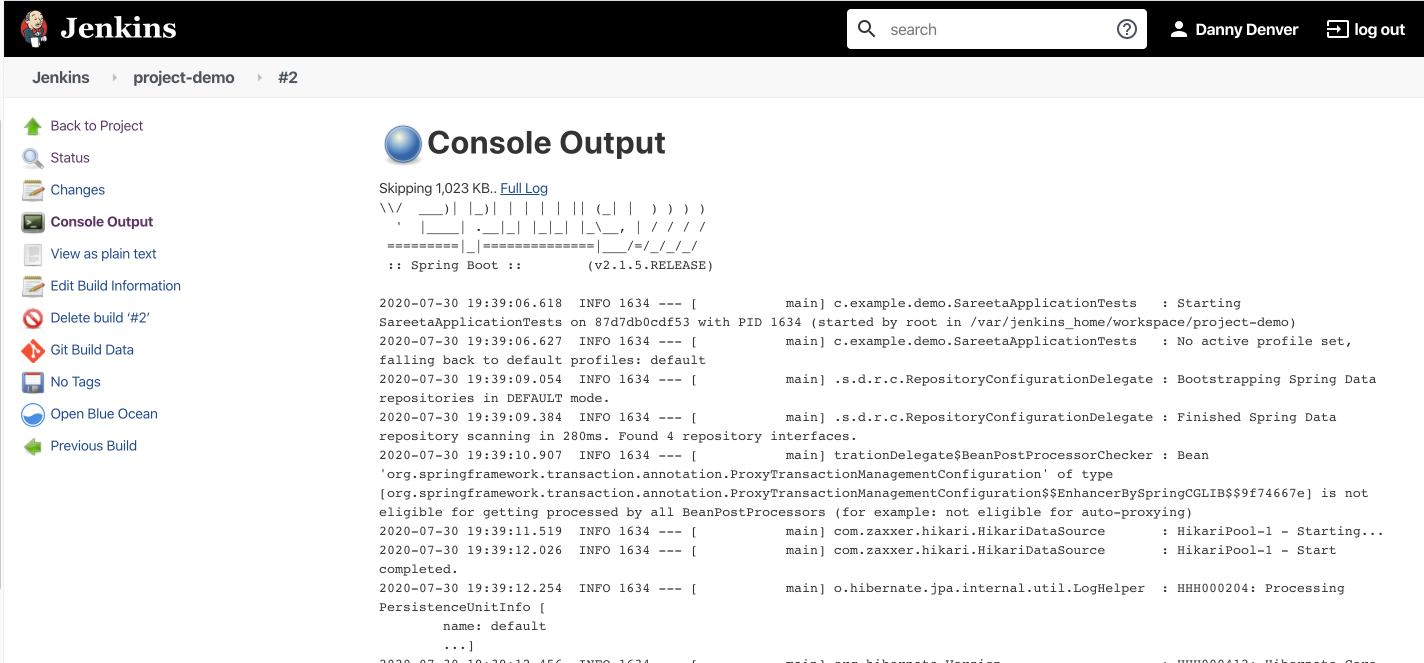 Jenkins
search
Danny Denver
log out
Jenkins
project-demo
#2
Back to Project
Status
Changes
Console Output
View as plain text
Edit Build Information
Delete build ‘#2’
Git Build Data
No Tags
Open Blue Ocean
Previous Build
Console Output
Skipping 1,023 KB.. Full Log
\\/  ___)| |_)| | | | | || (_| |  ) ) ) )
  '  |____| .__|_| |_|_| |_\__, | / / / /
 =========|_|==============|___/=/_/_/_/
 :: Spring Boot ::        (v2.1.5.RELEASE)
2020-07-30 19:39:06.618  INFO 1634 --- [           main] c.example.demo.SareetaApplicationTests   : Starting
SareetaApplicationTests on 87d7db0cdf53 with PID 1634 (started by root in /var/jenkins_home/workspace/project-demo)
2020-07-30 19:39:06.627  INFO 1634 --- [           main] c.example.demo.SareetaApplicationTests   : No active profile set,
falling back to default profiles: default
2020-07-30 19:39:09.054  INFO 1634 --- [           main] .s.d.r.c.RepositoryConfigurationDelegate : Bootstrapping Spring Data
repositories in DEFAULT mode.
2020-07-30 19:39:09.384  INFO 1634 --- [           main] .s.d.r.c.RepositoryConfigurationDelegate : Finished Spring Data
repository scanning in 280ms. Found 4 repository interfaces.
2020-07-30 19:39:10.907  INFO 1634 --- [           main] trationDelegate$BeanPostProcessorChecker : Bean
'org.springframework.transaction.annotation.ProxyTransactionManagementConfiguration' of type
[org.springframework.transaction.annotation.ProxyTransactionManagementConfiguration$$EnhancerBySpringCGLIB$$9f74667e] is not
eligible for getting processed by all BeanPostProcessors (for example: not eligible for auto-proxying)
2020-07-30 19:39:11.519  INFO 1634 --- [           main] com.zaxxer.hikari.HikariDataSource       : HikariPool-1 - Starting...
2020-07-30 19:39:12.026  INFO 1634 --- [           main] com.zaxxer.hikari.HikariDataSource       : HikariPool-1 - Start
completed.
2020-07-30 19:39:12.254  INFO 1634 --- [           main] o.hibernate.jpa.internal.util.LogHelper  : HHH000204: Processing
PersistenceUnitInfo [
        name: default
        ...]